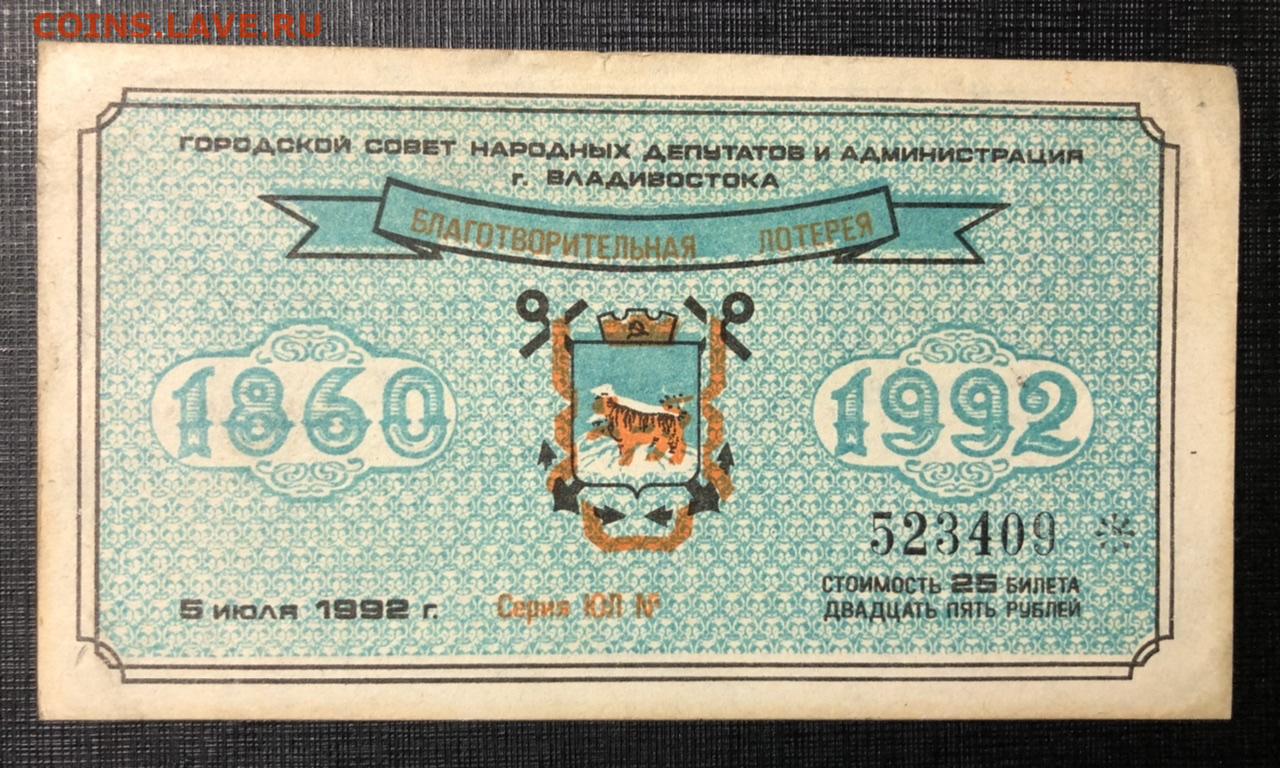 COINS.LAVE.RU
ГОРОДСКОЙ СОВЕТ НАРОДНЫХ ДЕПУТАТОВ И АДМИНИСТРАЦИЯ
г. ВЛАДИВОСТОКА
БЛАГОТВОРИТЕЛЬНАЯ ЛОТЕРЕЯ
1860
1992
523409
СТОИМОСТЬ 25 БИЛЕТА
ДВАДЦАТЬ ПЯТЬ РУБЛЕЙ
5 ИЮЛЯ 1992 г. Серия ЮЛ №